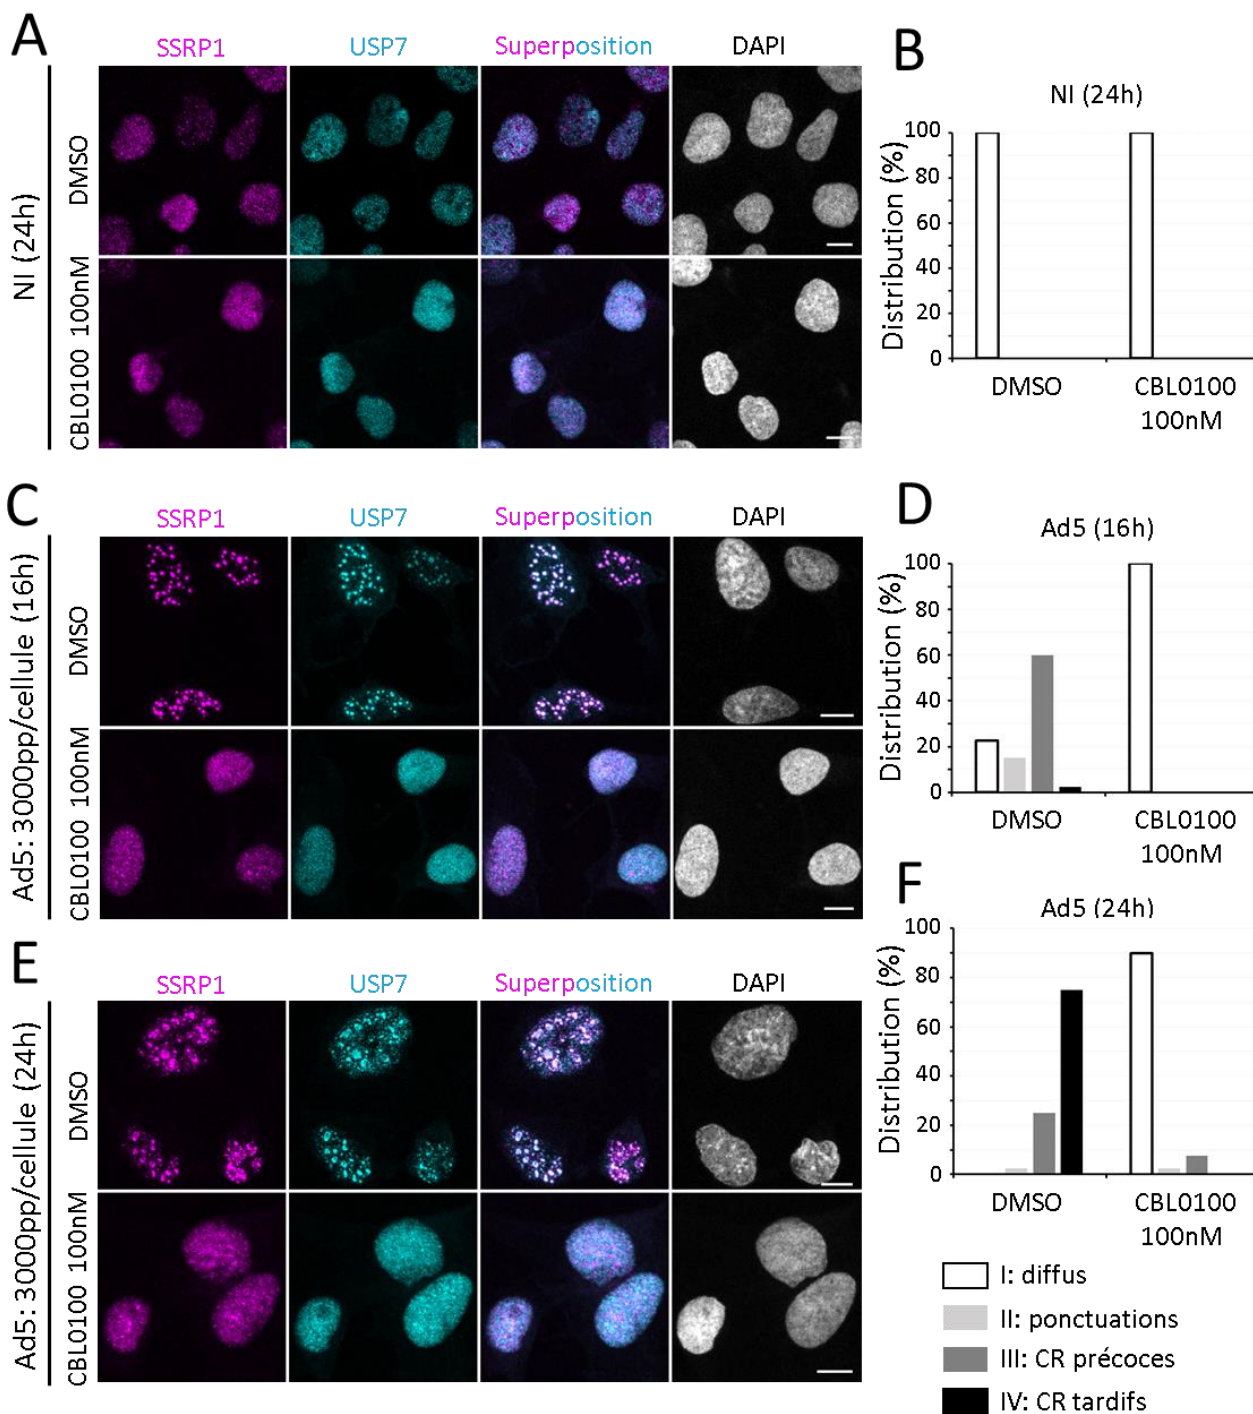 A
SSRP1 USP7 Superposition DAPI
NI (24h)
DMSO
CBL0100 100nM
B
NI (24h)
Distribution (%)
100
80
60
40
20
0
DMSO CBL0100
100nM
C
SSRP1 USP7 Superposition DAPI
Ad5: 3000pp/cellule (16h)
DMSO
CBL0100 100nM
D
Ad5 (16h)
Distribution (%)
100
80
60
40
20
0
DMSO CBL0100
100nM
E
SSRP1 USP7 Superposition DAPI
Ad5: 3000pp/cellule (24h)
DMSO
CBL0100 100nM
F
Ad5 (24h)
Distribution (%)
100
80
60
40
20
0
DMSO CBL0100
100nM
I: diffus
II: ponctuations
III: CR précoces
IV: CR tardifs